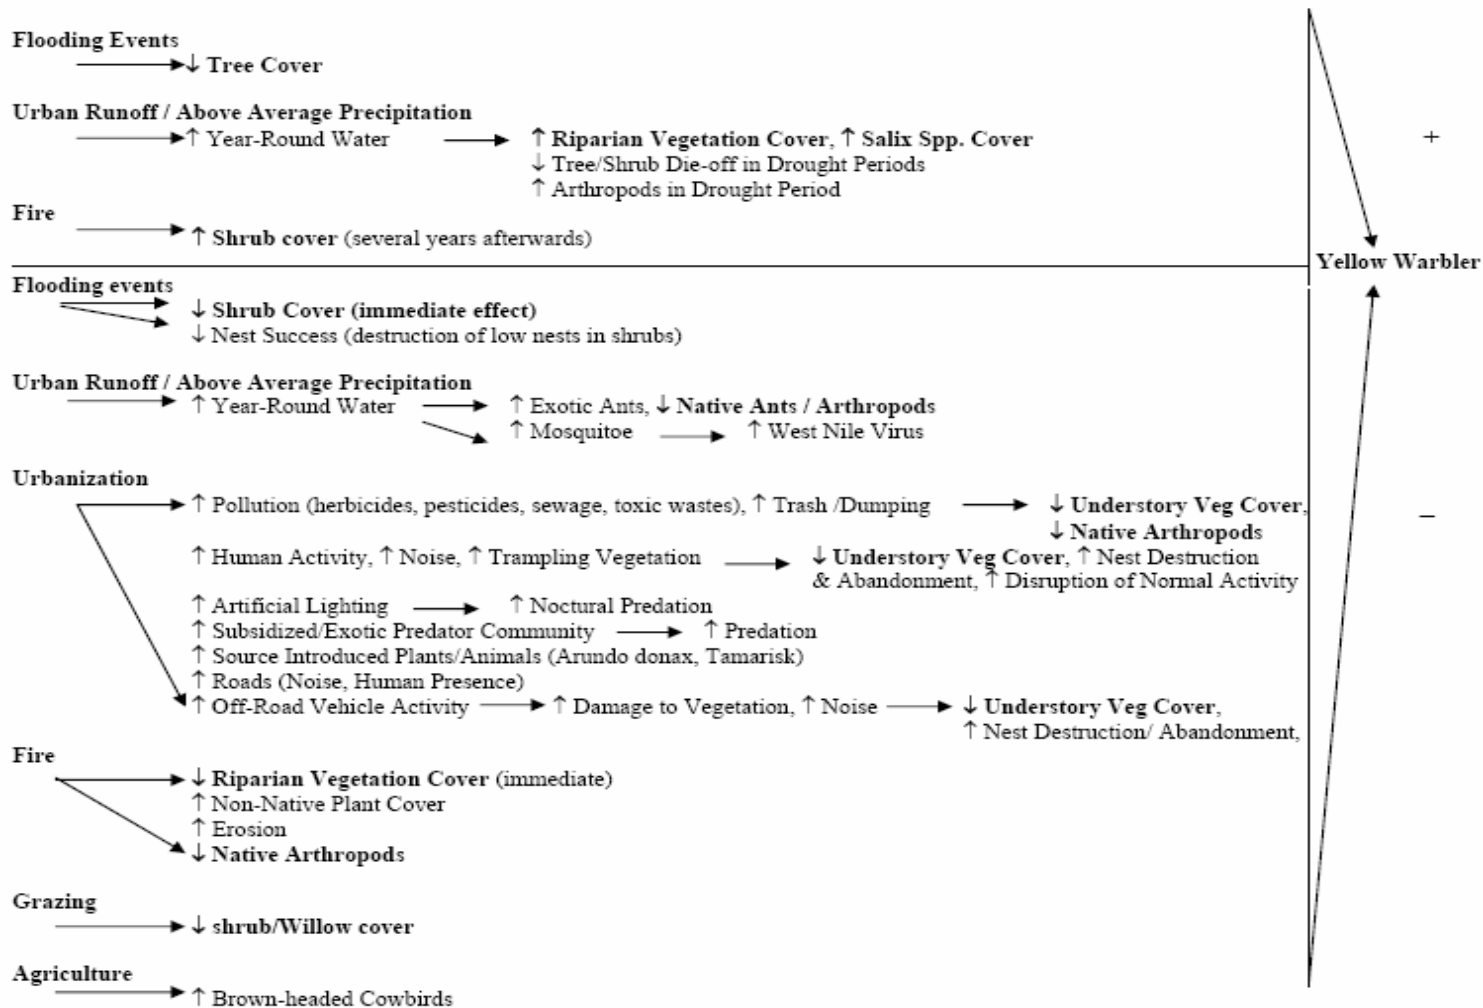 Flooding Events
↓ Tree Cover
Urban Runoff / Above Average Precipitation
↑ Year-Round Water ↑ Riparian Vegetation Cover, ↑ Salix Spp. Cover
↓ Tree/Shrub Die-off in Drought Periods
↑ Arthropods in Drought Period
+
Fire
↑ Shrub cover (several years afterwards)
Yellow Warbler
Flooding events
↓ Shrub Cover (immediate effect)
↓ Nest Success (destruction of low nests in shrubs)
Urban Runoff / Above Average Precipitation
↑ Year-Round Water ↑ Exotic Ants, ↓ Native Ants / Arthropods
↑ Mosquitoe ↑ West Nile Virus
Urbanization
↑ Pollution (herbicides, pesticides, sewage, toxic wastes), ↑ Trash /Dumping ↓ Understory Veg Cover,
↓ Native Arthropods
–
↑ Human Activity, ↑ Noise, ↑ Trampling Vegetation ↓ Understory Veg Cover, ↑ Nest Destruction
& Abandonment, ↑ Disruption of Normal Activity
↑ Artificial Lighting ↑ Noctural Predation
↑ Subsidized/Exotic Predator Community ↑ Predation
↑ Source Introduced Plants/Animals (Arundo donax, Tamarisk)
↑ Roads (Noise, Human Presence)
↑ Off-Road Vehicle Activity ↑ Damage to Vegetation, ↑ Noise ↓ Understory Veg Cover,
↑ Nest Destruction/ Abandonment,
Fire
↓ Riparian Vegetation Cover (immediate)
↑ Non-Native Plant Cover
↑ Erosion
↓ Native Arthropods
Grazing
↓ shrub/Willow cover
Agriculture
↑ Brown-headed Cowbirds